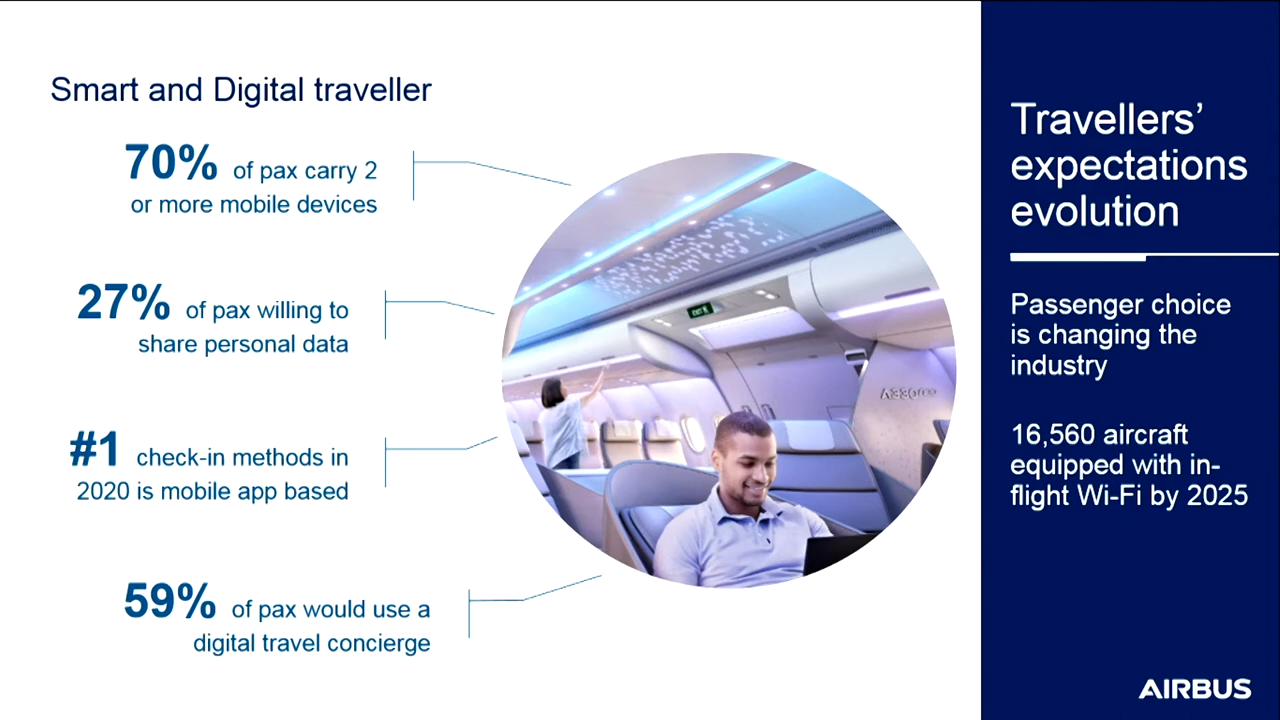 Smart and Digital traveller
70% of pax carry 2
or more mobile devices
27% of pax willing to
share personal data
#1 check-in methods in
2020 is mobile app based
59% of pax would use a
digital travel concierge
EXIT
A330neo
Travellers’
expectations
evolution
Passenger choice
is changing the
industry
16,560 aircraft
equipped with in-
flight Wi-Fi by 2025
AIRBUS